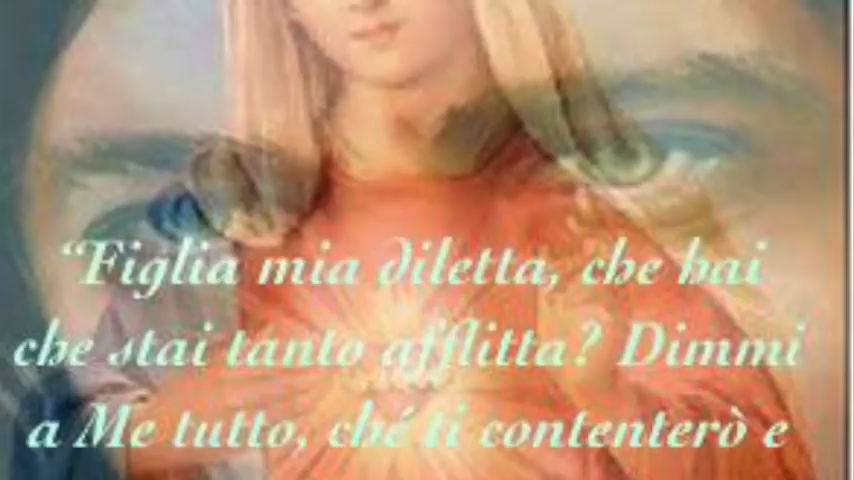 “Figlia mia diletta, che hai
che stai tanto afflitta? Dimmi
a Me tutto, ché ti contenterò e